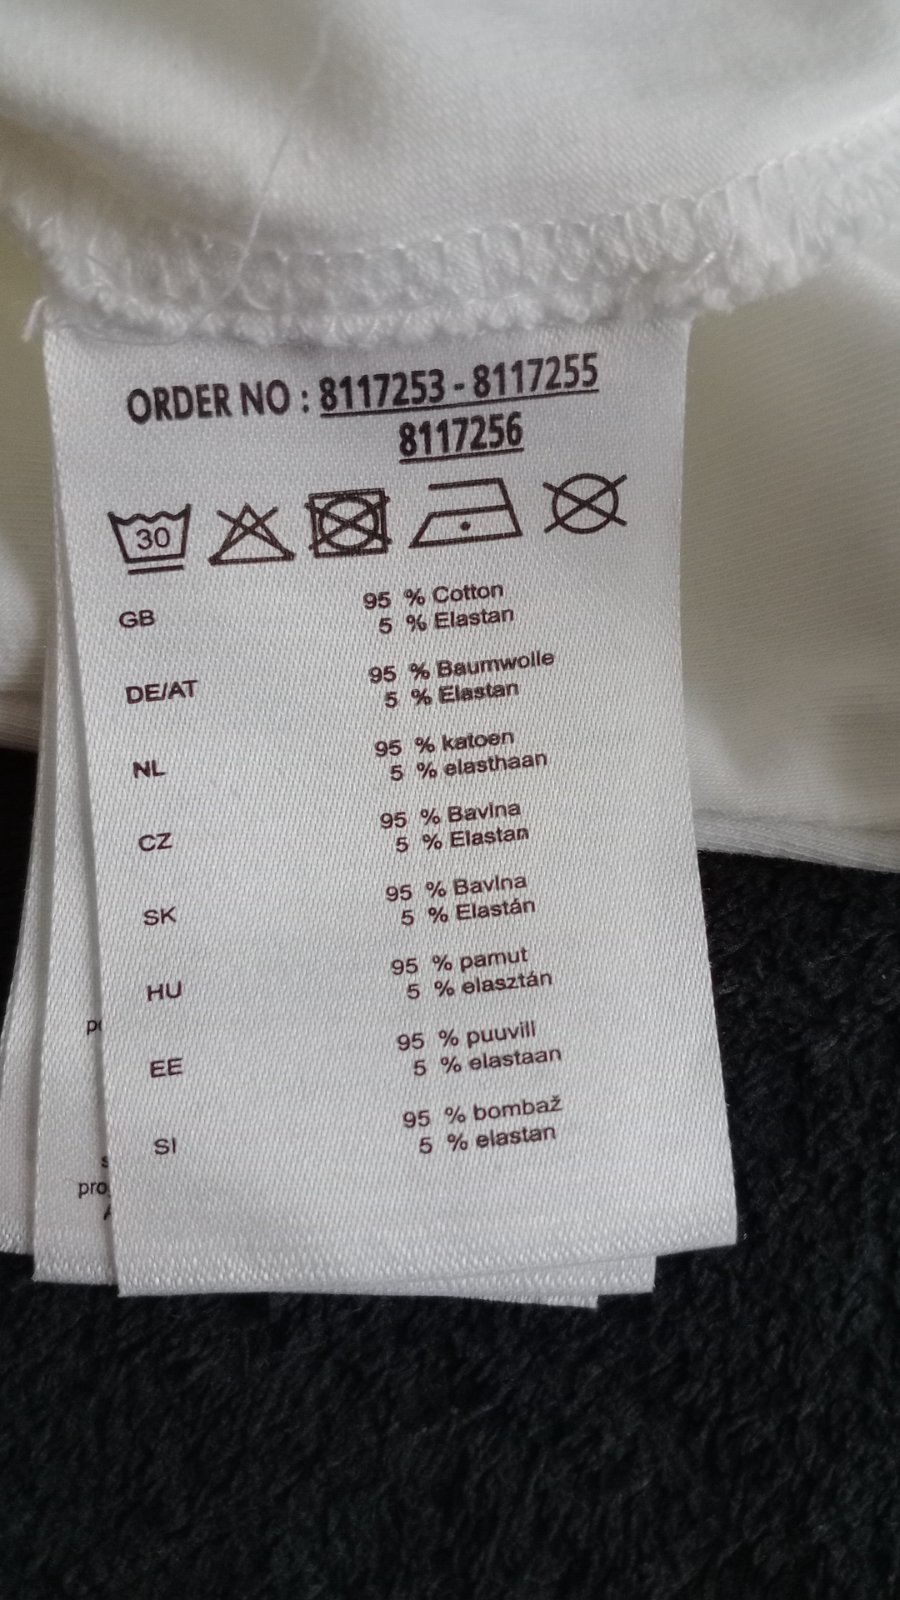 ORDER NO : 8117253 - 8117255
8117256
30
GB 95 % Cotton
5 % Elastan
DE/AT 95 % Baumwolle
5 % Elastan
NL 95 % katoen
5 % elasthaan
CZ 95 % Bavlna
5 % Elastan
SK 95 % Bavlna
5 % Elastán
HU 95 % pamut
5 % elasztán
EE 95 % puuvill
5 % elastaan
SI 95 % bombaž
5 % elastan